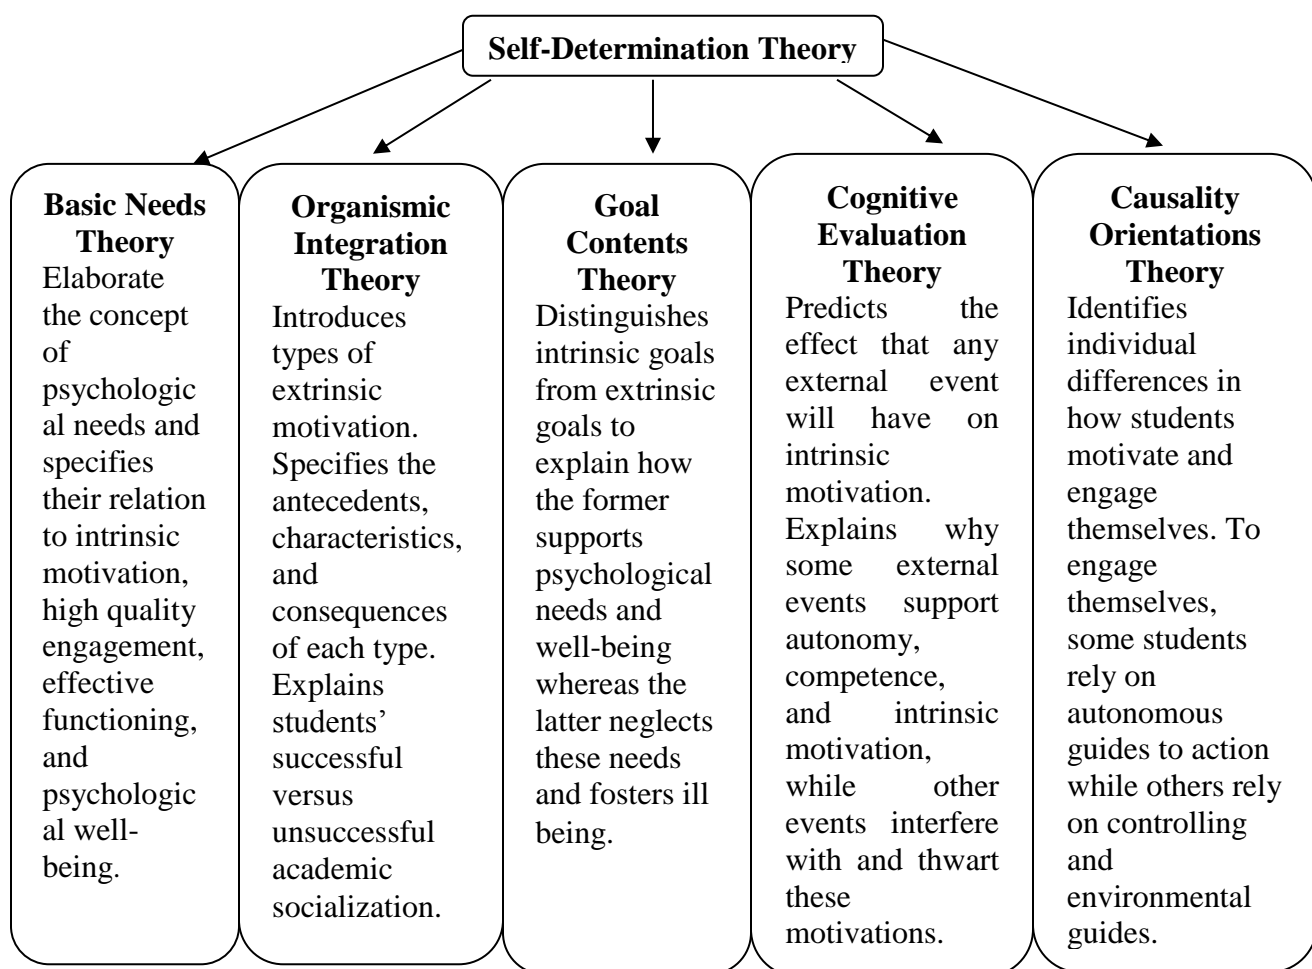 Self-Determination Theory
Basic Needs
Theory
Elaborate
the concept
of
psychologic
al needs and
specifies
their relation
to intrinsic
motivation,
high quality
engagement,
effective
functioning,
and
psychologic
al well-
being.
Organismic
Integration
Theory
Introduces
types of
extrinsic
motivation.
Specifies the
antecedents,
characteristics,
and
consequences
of each type.
Explains
students’
successful
versus
unsuccessful
academic
socialization.
Goal
Contents
Theory
Distinguishes
intrinsic goals
from extrinsic
goals to
explain how
the former
supports
psychological
needs and
well-being
whereas the
latter neglects
these needs
and fosters ill
being.
Cognitive
Evaluation
Theory
Predicts the
effect that any
external event
will have on
intrinsic
motivation.
Explains why
some external
events support
autonomy,
competence,
and intrinsic
motivation,
while other
events interfere
with and thwart
these
motivations.
Causality
Orientations
Theory
Identifies
individual
differences in
how students
motivate and
engage
themselves. To
engage
themselves,
some students
rely on
autonomous
guides to action
while others rely
on controlling
and
environmental
guides.